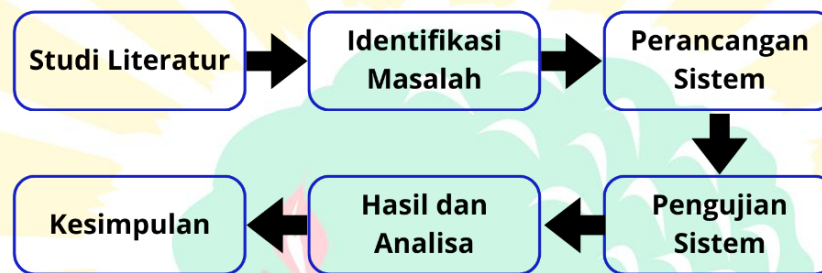 Studi Literatur
Identifikasi
Masalah
Perancangan
Sistem
Pengujian
Sistem
Hasil dan
Analisa
Kesimpulan